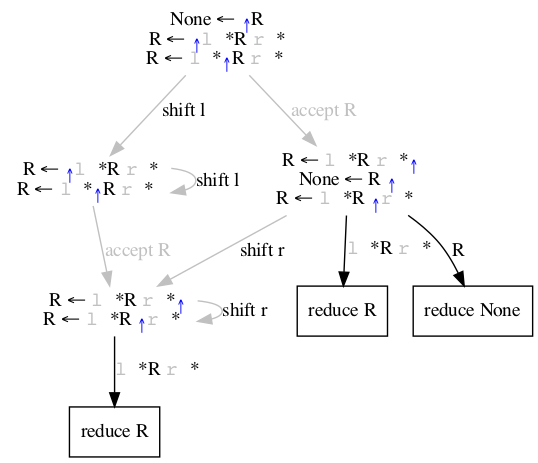 None ← ↑R
R ← ↑l *R r *
R ← l *↑R r *
shift l
accept R
R ← ↑l *R r *
R ← l *↑R r *
shift l
R ← l *R r *↑
None ← R ↑
R ← l *R ↑r *
accept R
shift r
l *R r *
R
R ← l *R r *↑
R ← l *R ↑r *
shift r
reduce R
reduce None
l *R r *
reduce R